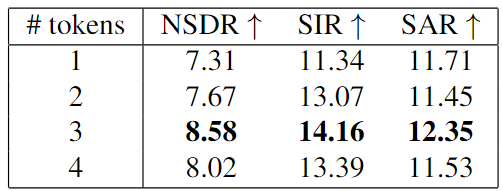 # tokens NSDR ↑ SIR ↑ SAR ↑
1 7.31 11.34 11.71
2 7.67 13.07 11.45
3 8.58 14.16 12.35
4 8.02 13.39 11.53